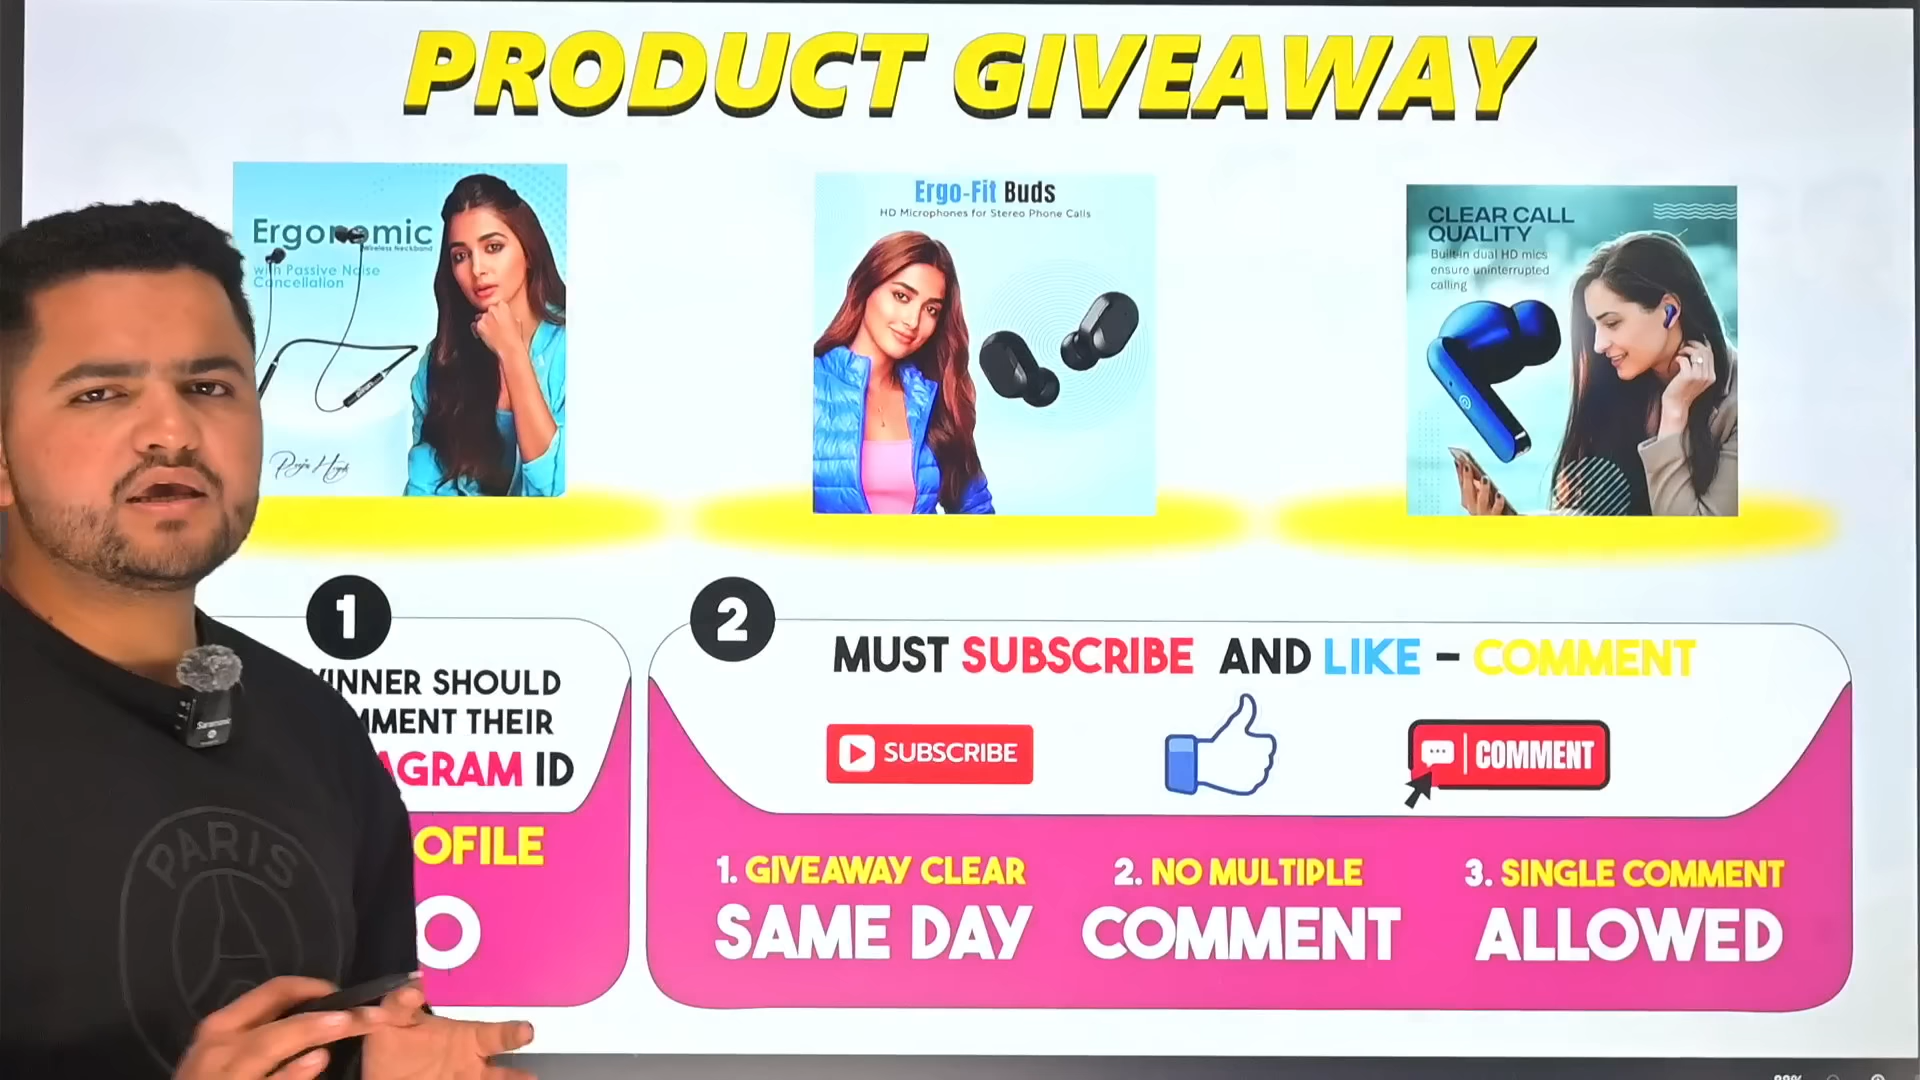 PRODUCT GIVEAWAY
Ergonomic
Wireless Neckband
with Passive Noise
Cancellation
Ergo-Fit Buds
HD Microphones for Stereo Phone Calls
CLEAR CALL
QUALITY
Built-in dual HD mics
ensure uninterrupted
calling
1
INNER SHOULD
MMENT THEIR
AGRAM ID
OFILE
O
2
MUST SUBSCRIBE AND LIKE - COMMENT
SUBSCRIBE
COMMENT
1. GIVEAWAY CLEAR
SAME DAY
2. NO MULTIPLE
COMMENT
3. SINGLE COMMENT
ALLOWED
PARIS
Saramonic